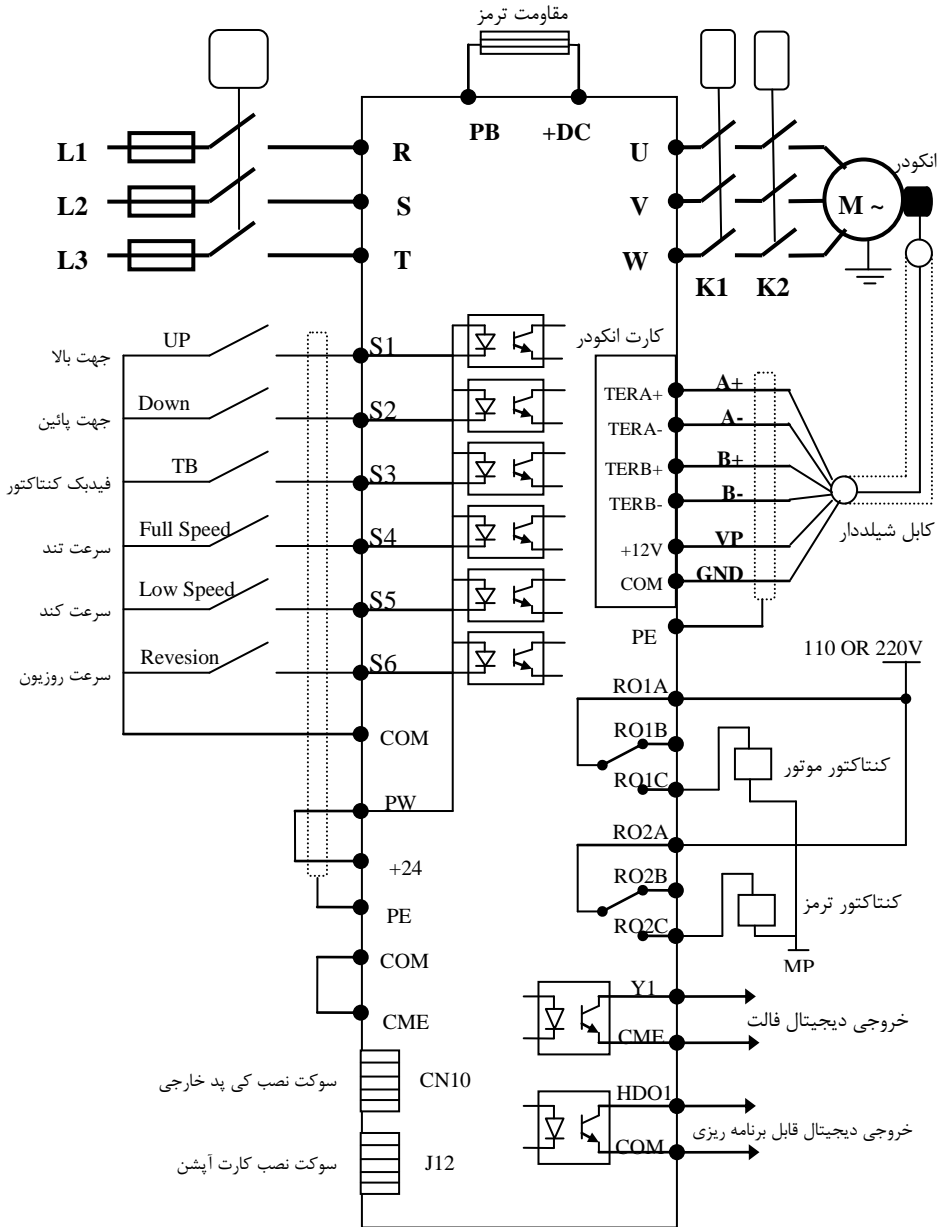 مقاومت ترمز
PB
+DC
L1
R
U
انکودر
L2
S
V
M ~
L3
T
W
K1
K2
UP
S1
جهت بالا
Down
S2
جهت پائین
TB
S3
فیدبک کنتاکتور
Full Speed
S4
سرعت تند
Low Speed
S5
سرعت کند
Revesion
S6
سرعت روزیون
COM
PW
+24
PE
COM
CME
سوکت نصب کی پد خارجی
CN10
سوکت نصب کارت آپشن
J12
کارت انکودر
TERA+
A+
TERA-
A-
TERB+
B+
TERB-
B-
+12V
VP
COM
GND
کابل شیلددار
PE
110 OR 220V
RO1A
RO1B
کنتاکتور موتور
RO1C
RO2A
RO2B
کنتاکتور ترمز
RO2C
MP
Y1
خروجی دیجیتال فالت
CME
HDO1
خروجی دیجیتال قابل برنامه ریزی
COM